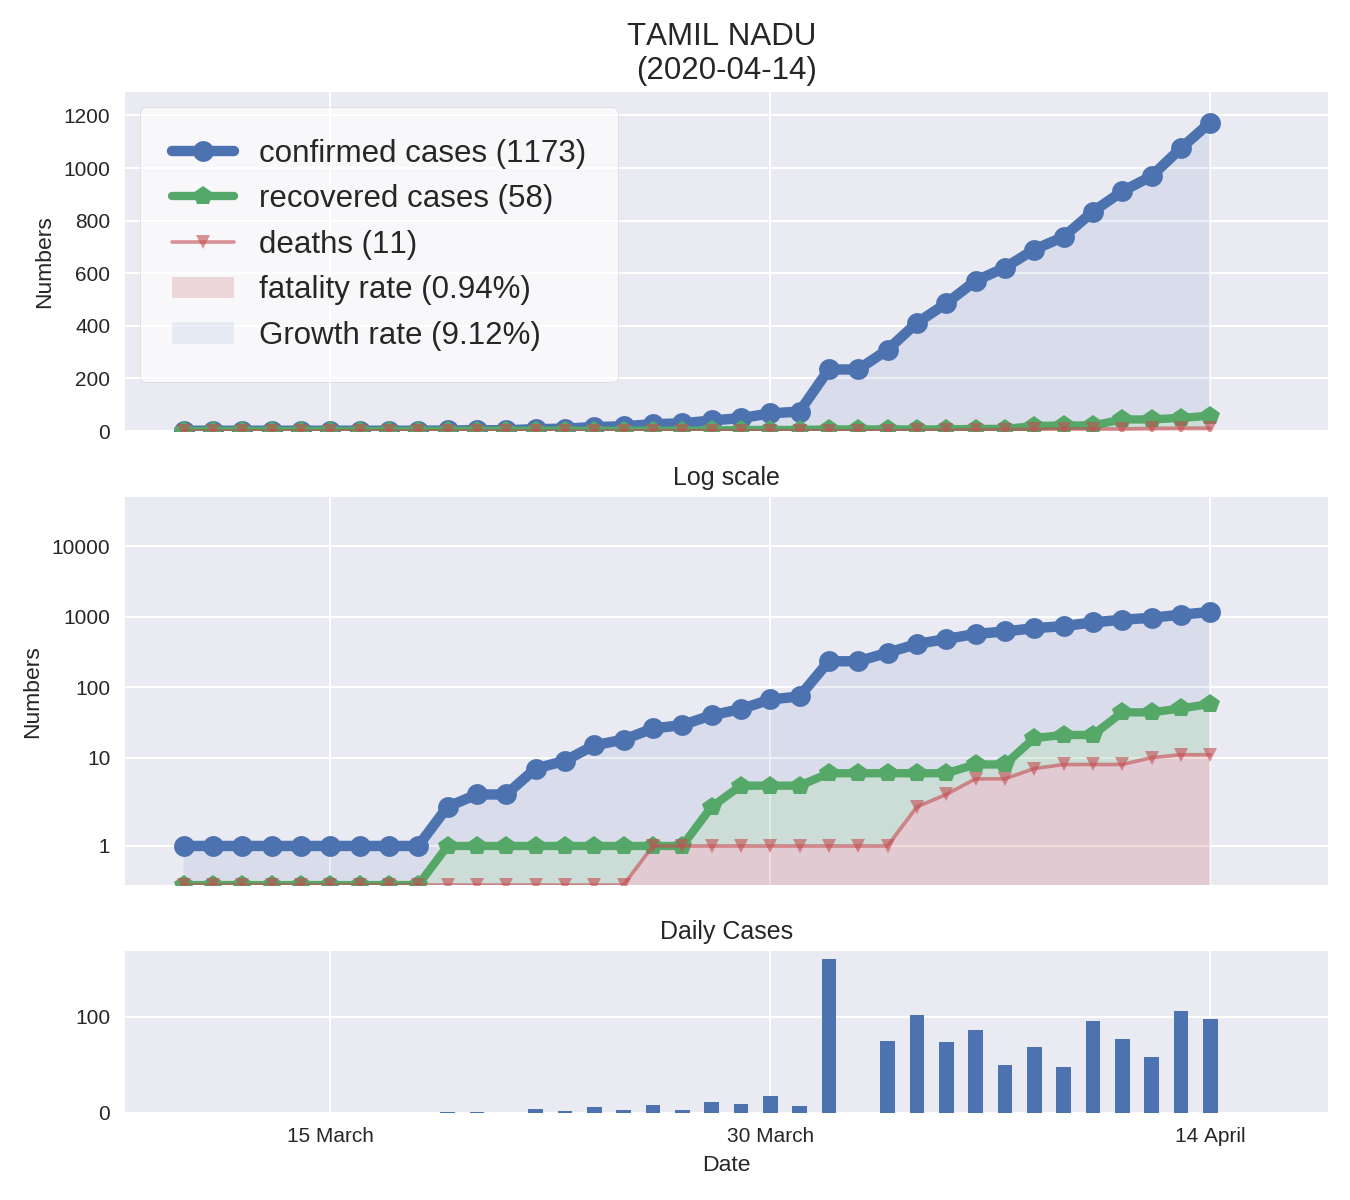 TAMIL NADU
(2020-04-14)
1200
1000
800
600
400
200
0
Numbers
confirmed cases (1173)
recovered cases (58)
deaths (11)
fatality rate (0.94%)
Growth rate (9.12%)
Log scale
10000
1000
100
10
1
Numbers
Daily Cases
100
0
15 March
30 March
14 April
Date